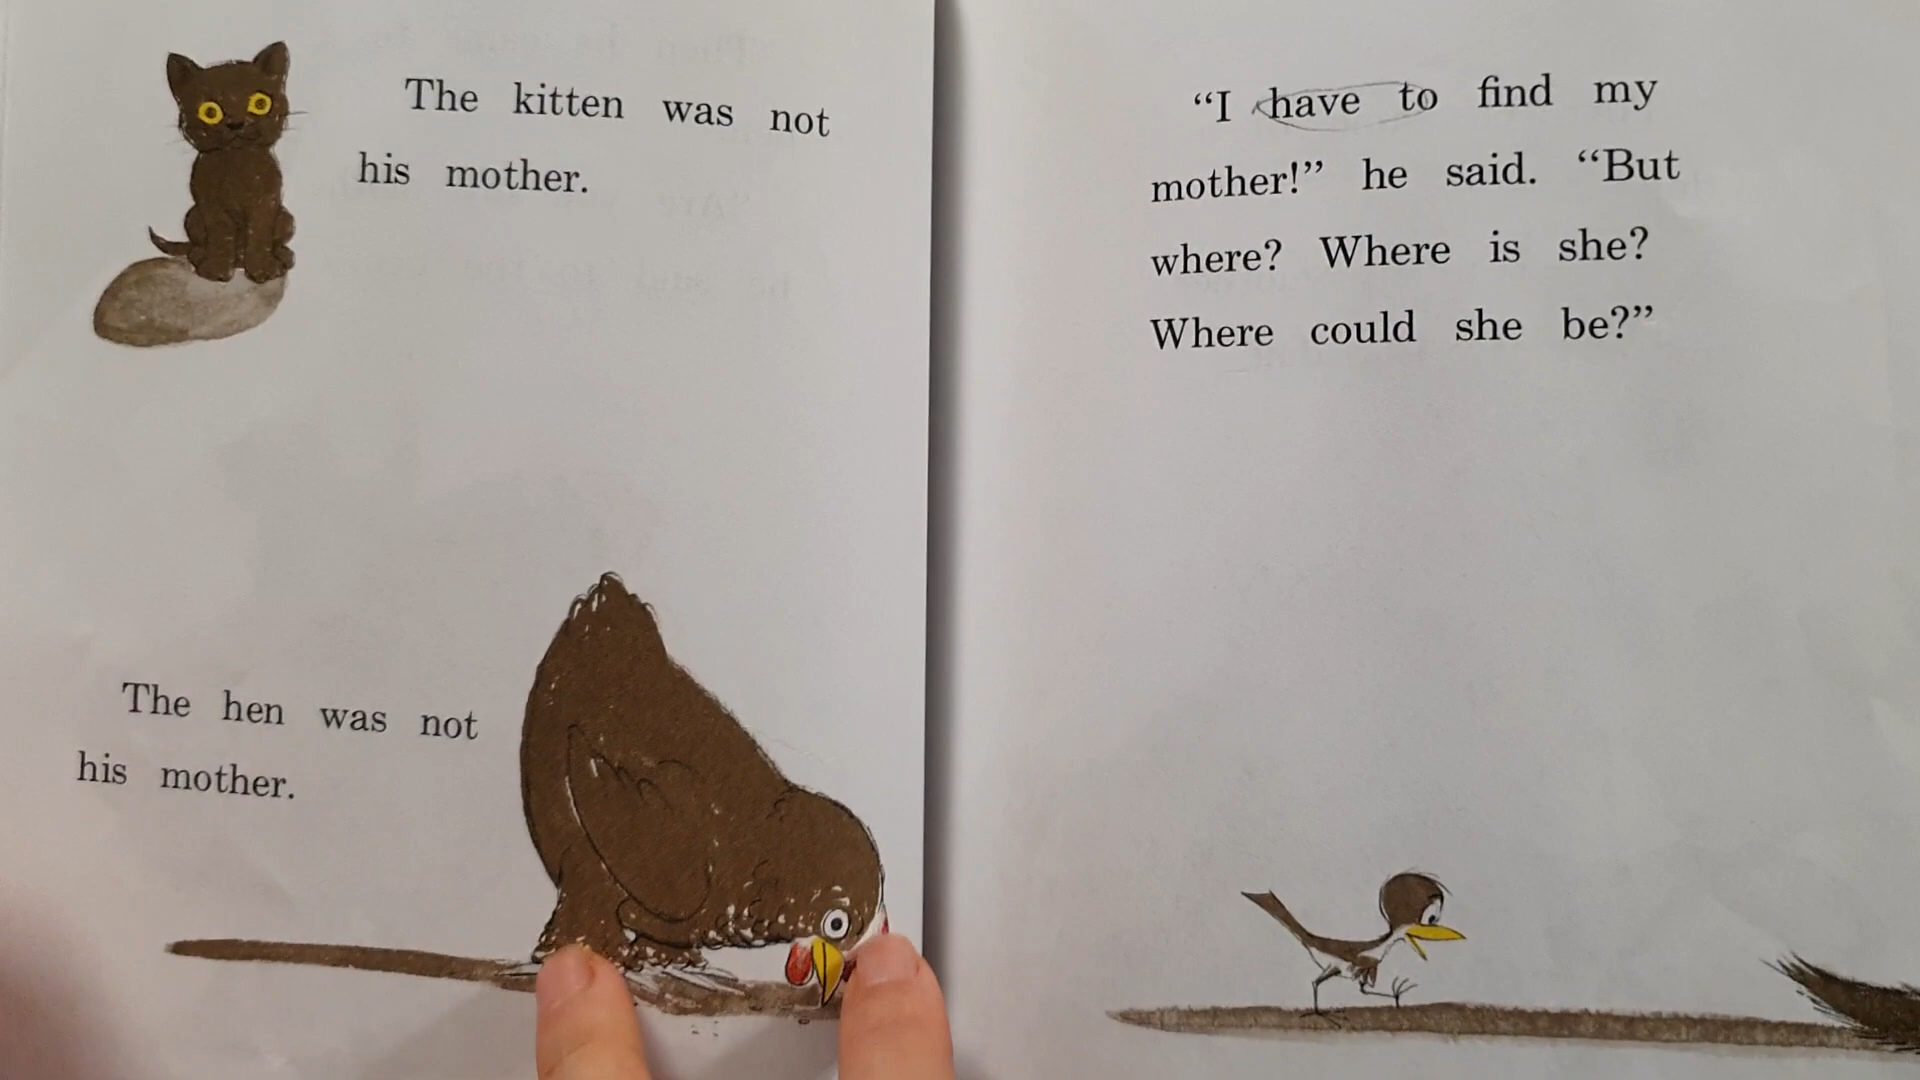 The kitten was not
his mother.
The hen was not
his mother.
“I have to find my
mother!” he said. “But
where? Where is she?
Where could she be?”